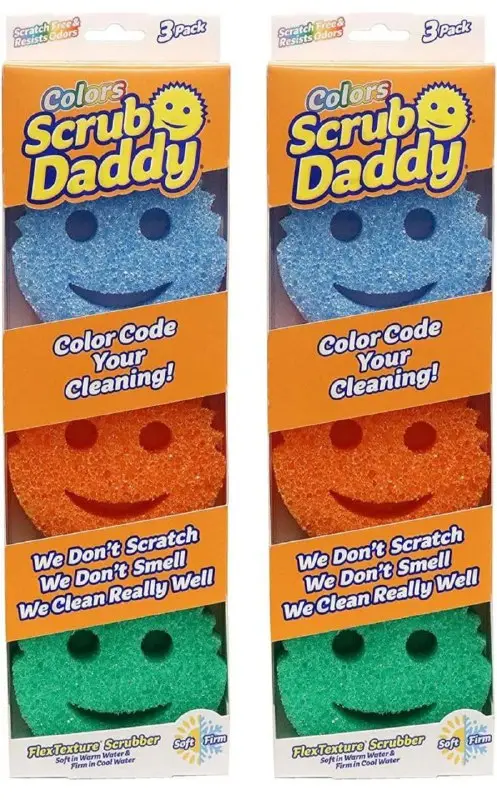 Scratch Free &
Resists Odors
3 Pack
Colors
Scrub
Daddy
Color Code
Your
Cleaning!
We Don't Scratch
We Don't Smell
We Clean Really Well
FlexTexture® Scrubber
Soft in Warm Water &
Firm in Cool Water
Soft
Firm
Scratch Free &
Resists Odors
3 Pack
Colors
Scrub
Daddy
Color Code
Your
Cleaning!
We Don't Scratch
We Don't Smell
We Clean Really Well
FlexTexture® Scrubber
Soft in Warm Water &
Firm in Cool Water
Soft
Firm